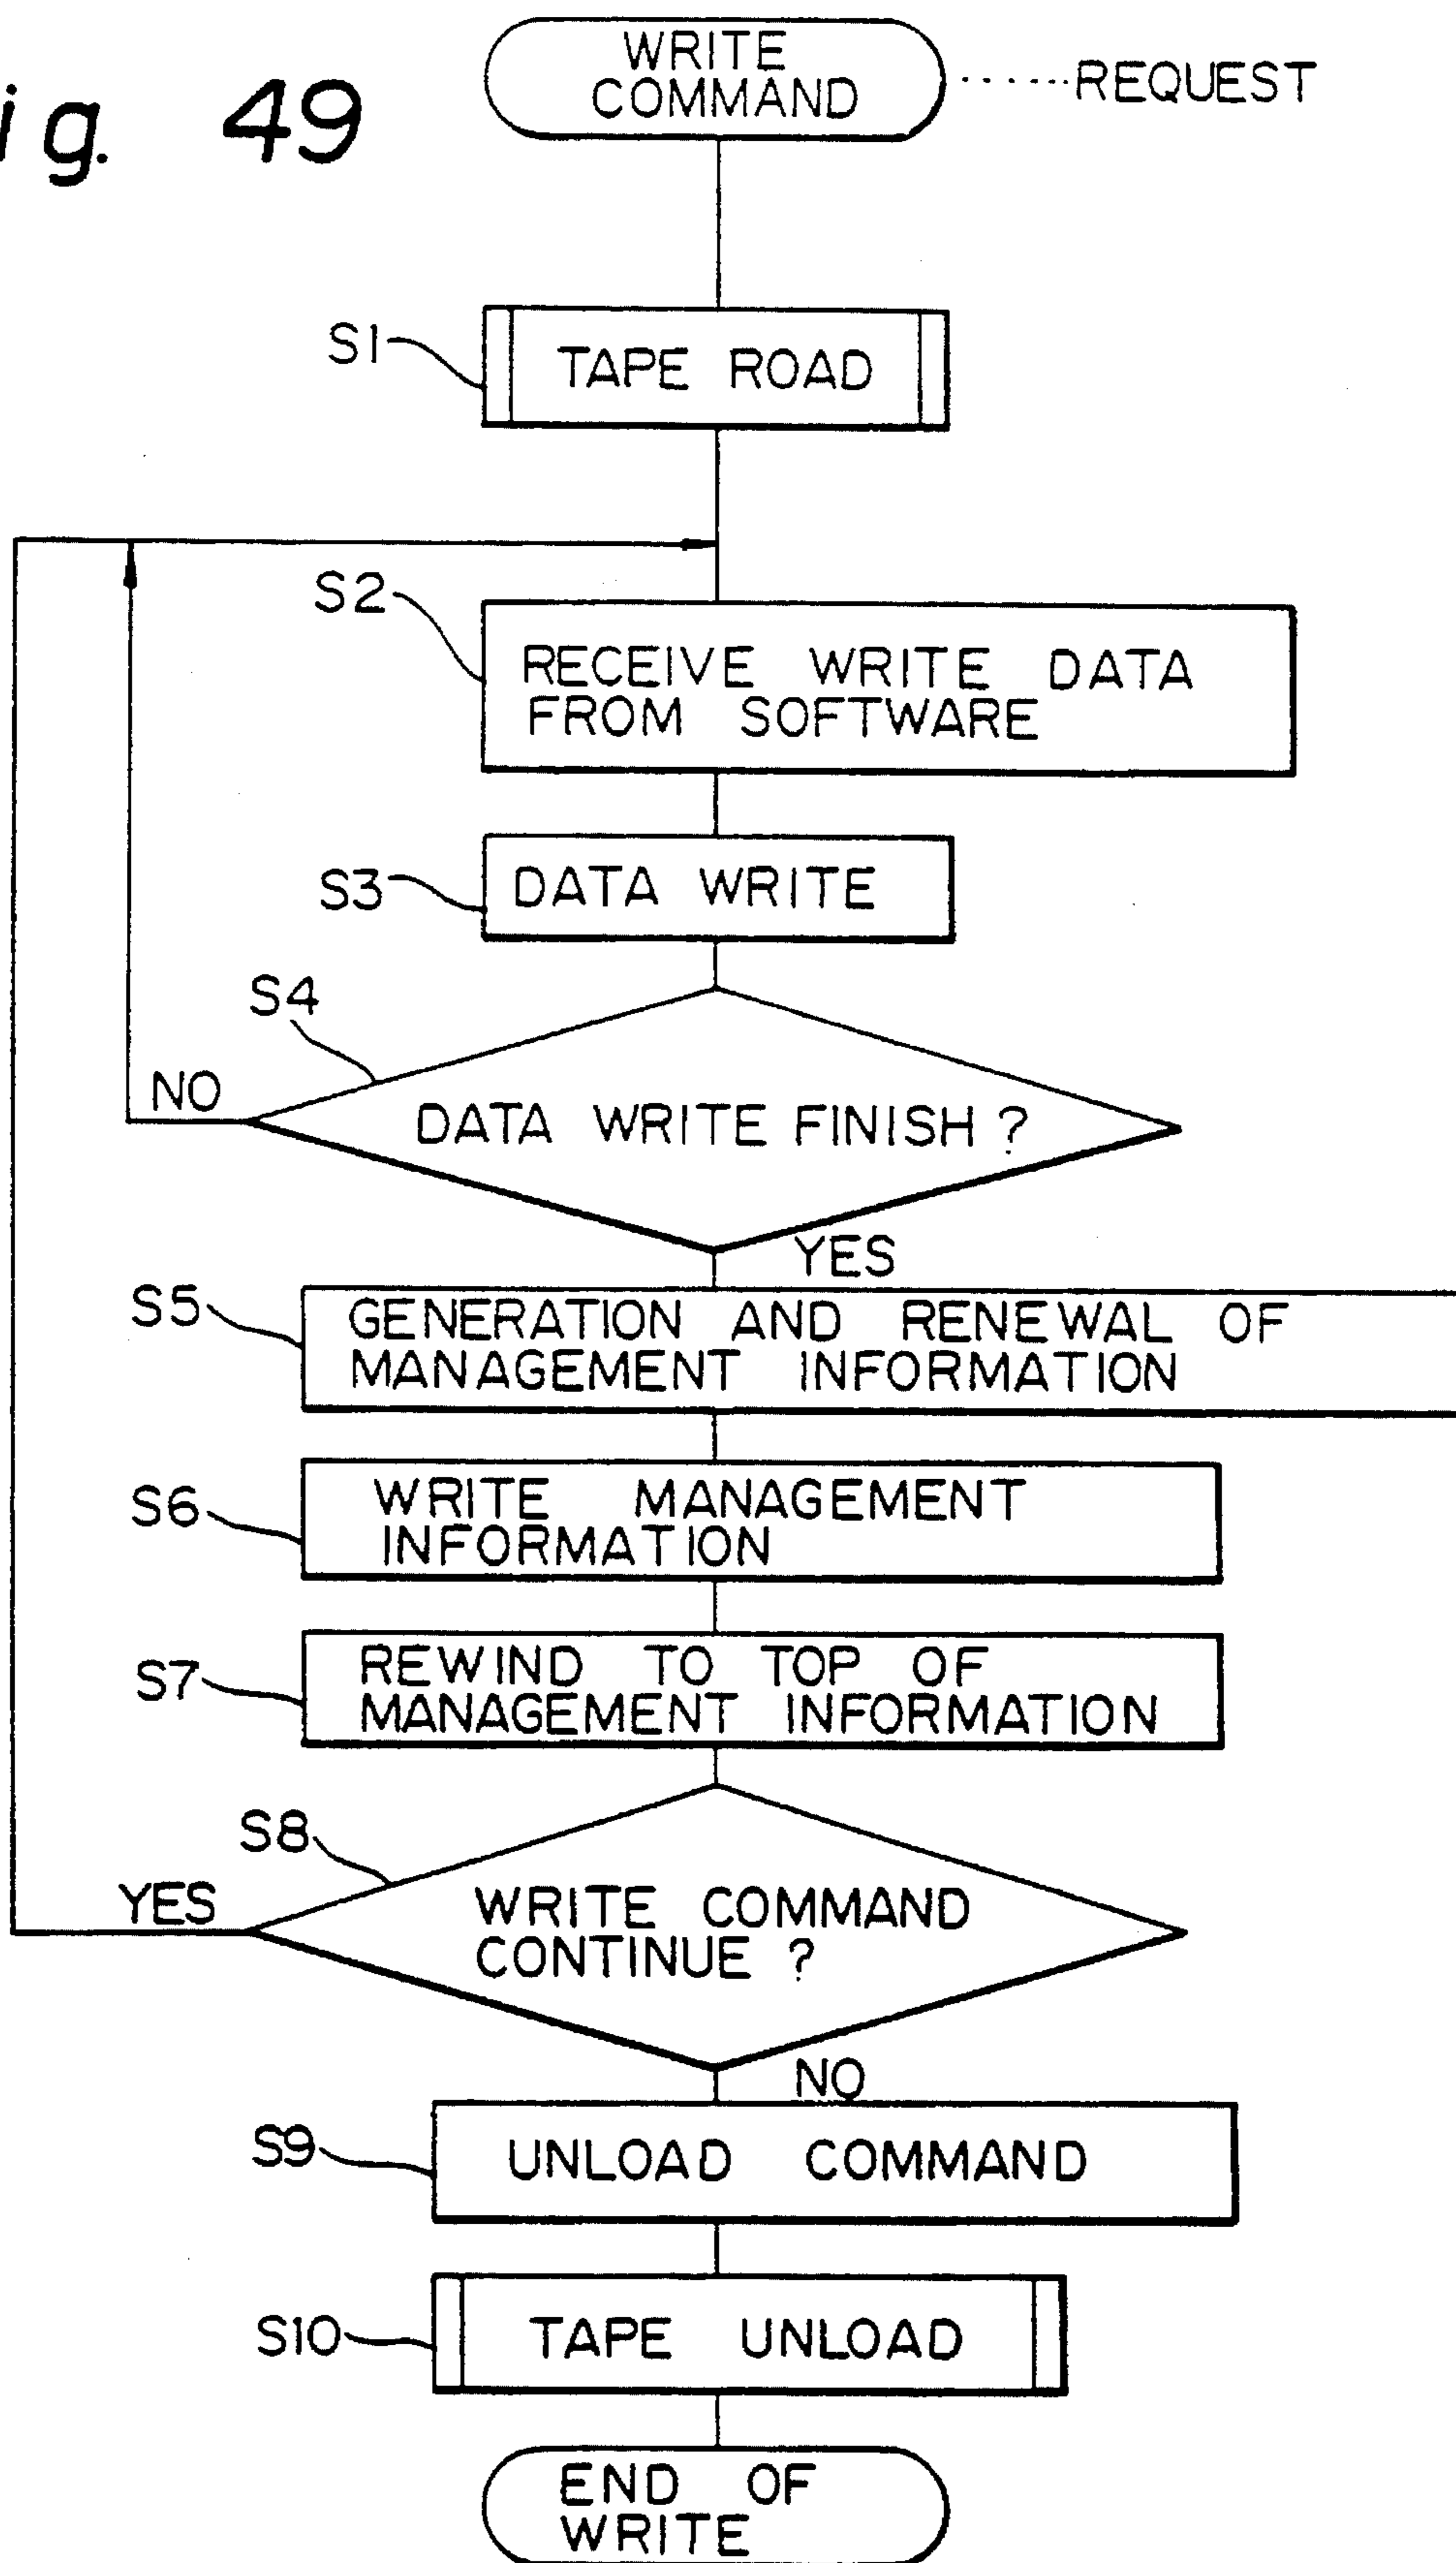 ig. 49
WRITE
COMMAND
REQUEST
S1
TAPE ROAD
S2
RECEIVE WRITE DATA
FROM SOFTWARE
S3
DATA WRITE
S4
NO
DATA WRITE FINISH ?
YES
S5
GENERATION AND RENEWAL OF
MANAGEMENT INFORMATION
S6
WRITE MANAGEMENT
INFORMATION
S7
REWIND TO TOP OF
MANAGEMENT INFORMATION
S8
YES
WRITE COMMAND
CONTINUE ?
NO
S9
UNLOAD COMMAND
S10
TAPE UNLOAD
END OF
WRITE